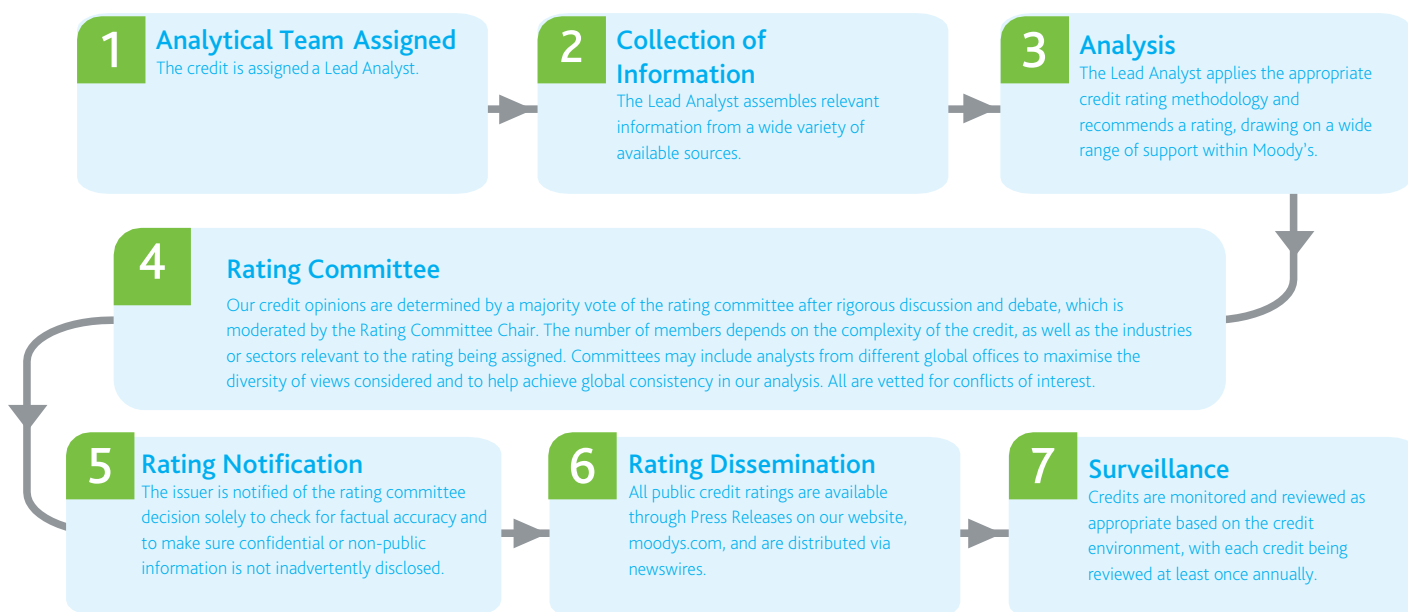 1
Analytical Team Assigned
The credit is assigned a Lead Analyst.
2
Collection of
Information
The Lead Analyst assembles relevant
information from a wide variety of
available sources.
3
Analysis
The Lead Analyst applies the appropriate
credit rating methodology and
recommends a rating, drawing on a wide
range of support within Moody's.
4
Rating Committee
Our credit opinions are determined by a majority vote of the rating committee after rigorous discussion and debate, which is
moderated by the Rating Committee Chair. The number of members depends on the complexity of the credit, as well as the industries
or sectors relevant to the rating being assigned. Committees may include analysts from different global offices to maximise the
diversity of views considered and to help achieve global consistency in our analysis. All are vetted for conflicts of interest.
5
Rating Notification
The issuer is notified of the rating committee
decision solely to check for factual accuracy and
to make sure confidential or non-public
information is not inadvertently disclosed.
6
Rating Dissemination
All public credit ratings are available
through Press Releases on our website,
moodys.com, and are distributed via
newswires.
7
Surveillance
Credits are monitored and reviewed as
appropriate based on the credit
environment, with each credit being
reviewed at least once annually.